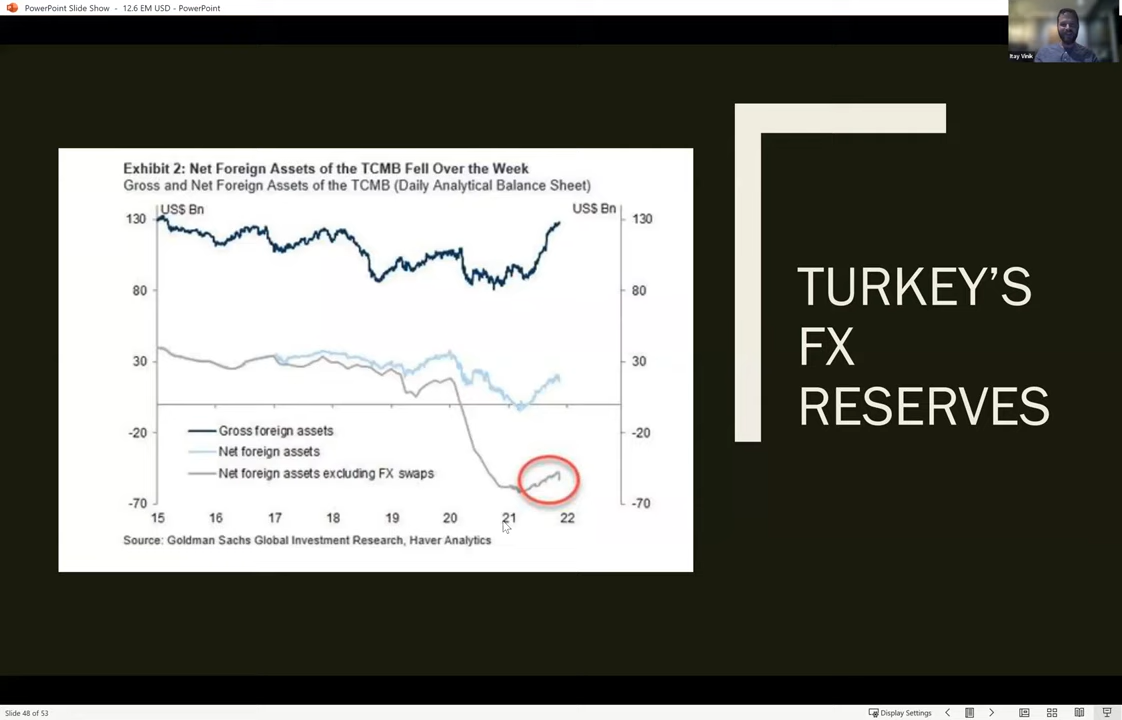 PowerPoint Slide Show - 12.6 EM USD - PowerPoint
Itay Vinik
Exhibit 2: Net Foreign Assets of the TCMB Fell Over the Week
Gross and Net Foreign Assets of the TCMB (Daily Analytical Balance Sheet)
US$ Bn US$ Bn
130 130
80 80
30 30
-20 -20
-70 -70
Gross foreign assets
Net foreign assets
Net foreign assets excluding FX swaps
15 16 17 18 19 20 21 22
Source: Goldman Sachs Global Investment Research, Haver Analytics
TURKEY’S
FX
RESERVES
Slide 48 of 53
Display Settings